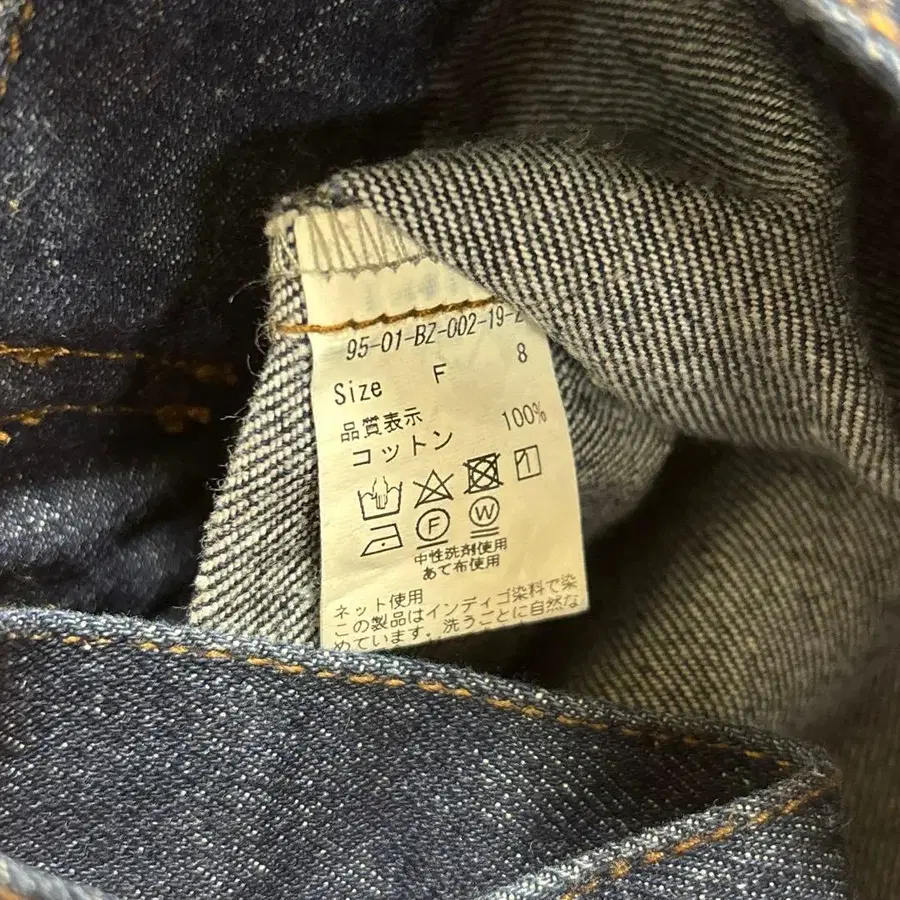 95-01-BZ-002-19-2
Size F 8
品質表示
コットン 100%
1
F W
中性洗剤使用
あて布使用
ネット使用
この製品はインディゴ染料で染
めています。洗うごとに自然な